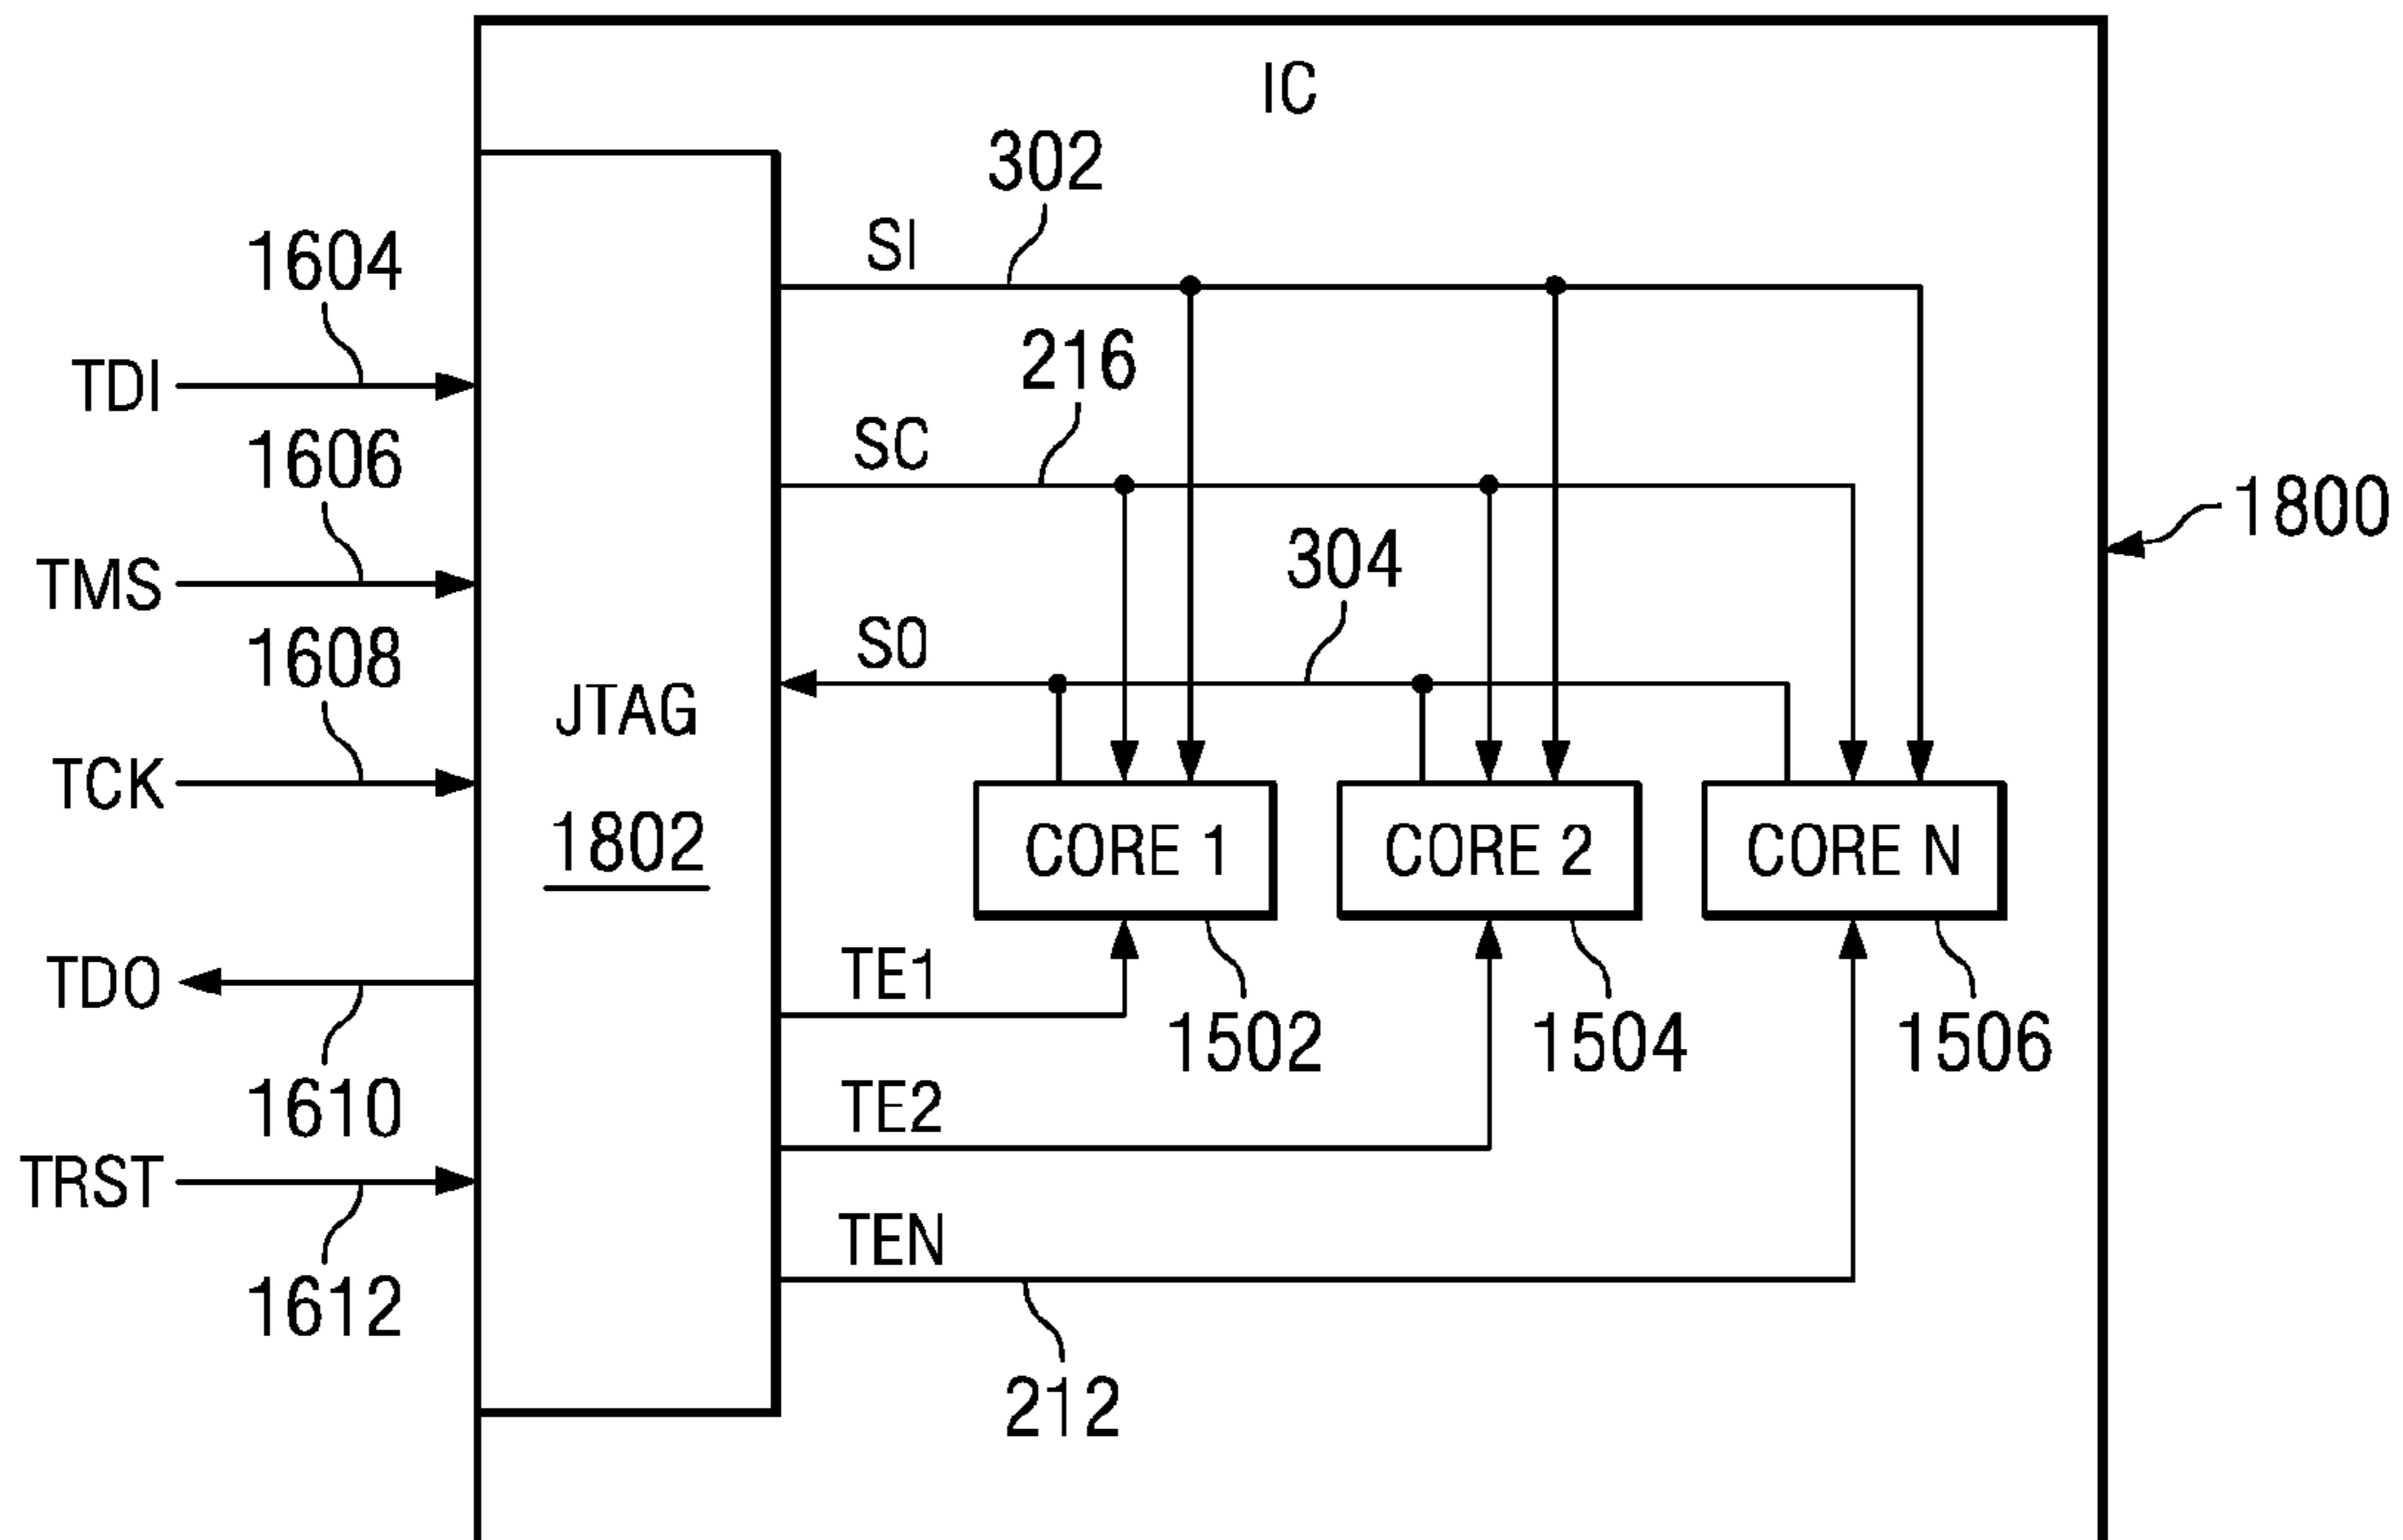 IC
302
SI
1604
216
TDI
SC
1606
1800
304
TMS
SO
1608
JTAG
TCK
1802
CORE 1
CORE 2
CORE N
TDO
TE1
1502
1504
1506
1610
TE2
TRST
TEN
1612
212